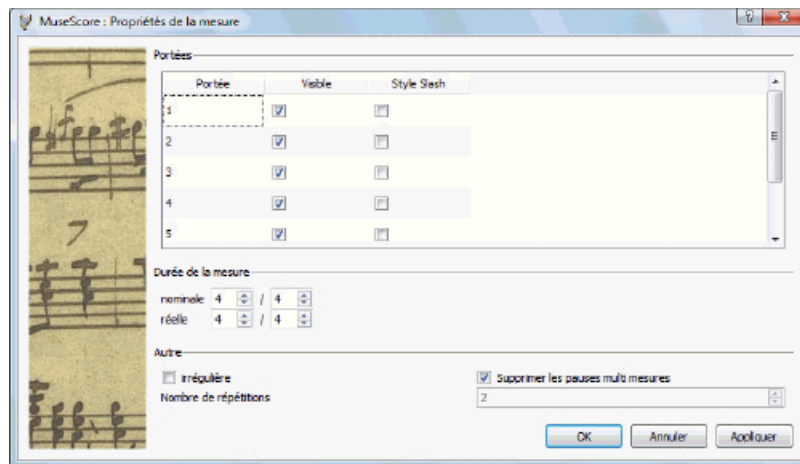 MuseScore : Propriétés de la mesure
Portées
Portée Visible Style Slash
1
2
3
4
5
Durée de la mesure
nominale 4 / 4
réelle 4 / 4
Autre
irrégulière Supprimer les pauses multi mesures
Nombre de répétitions 2
OK Annuler Appliquer